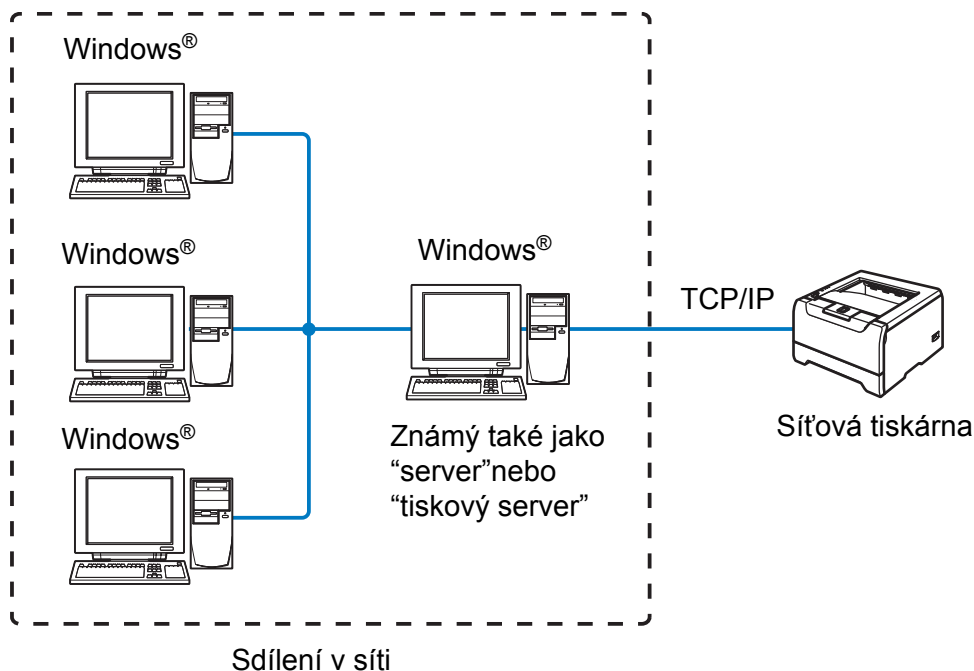 Windows®
Windows®
Windows®
TCP/IP
Síťová tiskárna
Windows®
Známý také jako
“server”nebo
“tiskový server”
Sdílení v síti